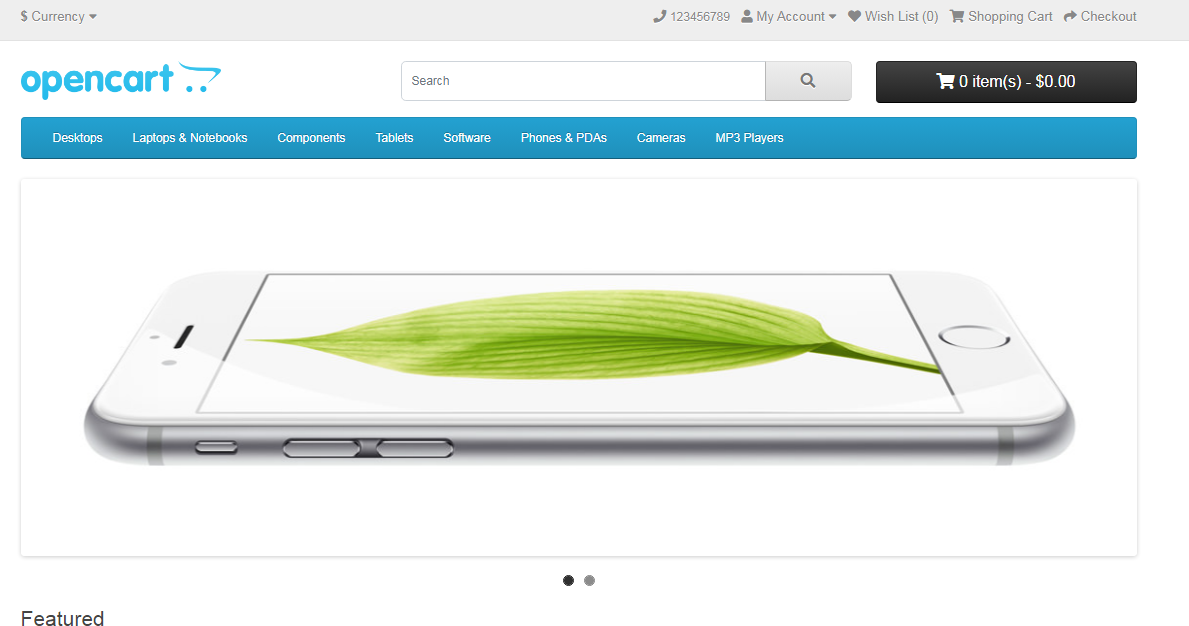 $ Currency 123456789 My Account Wish List (0) Shopping Cart Checkout
opencart Search 0 item(s) - $0.00
Desktops Laptops & Notebooks Components Tablets Software Phones & PDAs Cameras MP3 Players
Featured